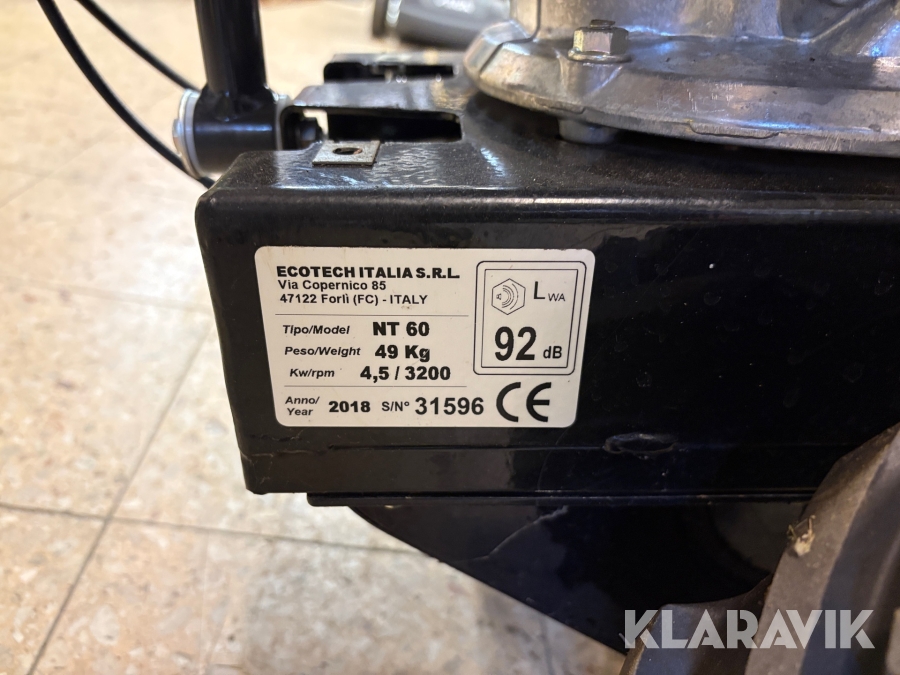 ECOTECH ITALIA S.R.L.
Via Copernico 85
47122 Forlì (FC) - ITALY
Tipo/Model NT 60
Peso/Weight 49 Kg
Kw/rpm 4,5 / 3200
Anno/
Year 2018 S/N° 31596
LWA
92 dB
CE
KLARAVIK